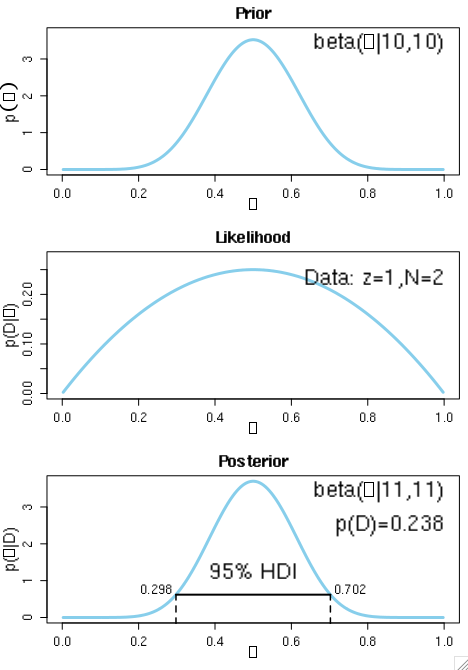 Prior
beta(▯|10,10)
p(▯)
0 1 2 3
0.0 0.2 0.4 0.6 0.8 1.0
▯
Likelihood
Data: z=1,N=2
p(D|▯)
0.00 0.10 0.20
0.0 0.2 0.4 0.6 0.8 1.0
▯
Posterior
beta(▯|11,11)
p(D)=0.238
p(▯|D)
0 1 2 3
95% HDI
0.298 0.702
0.0 0.2 0.4 0.6 0.8 1.0
▯